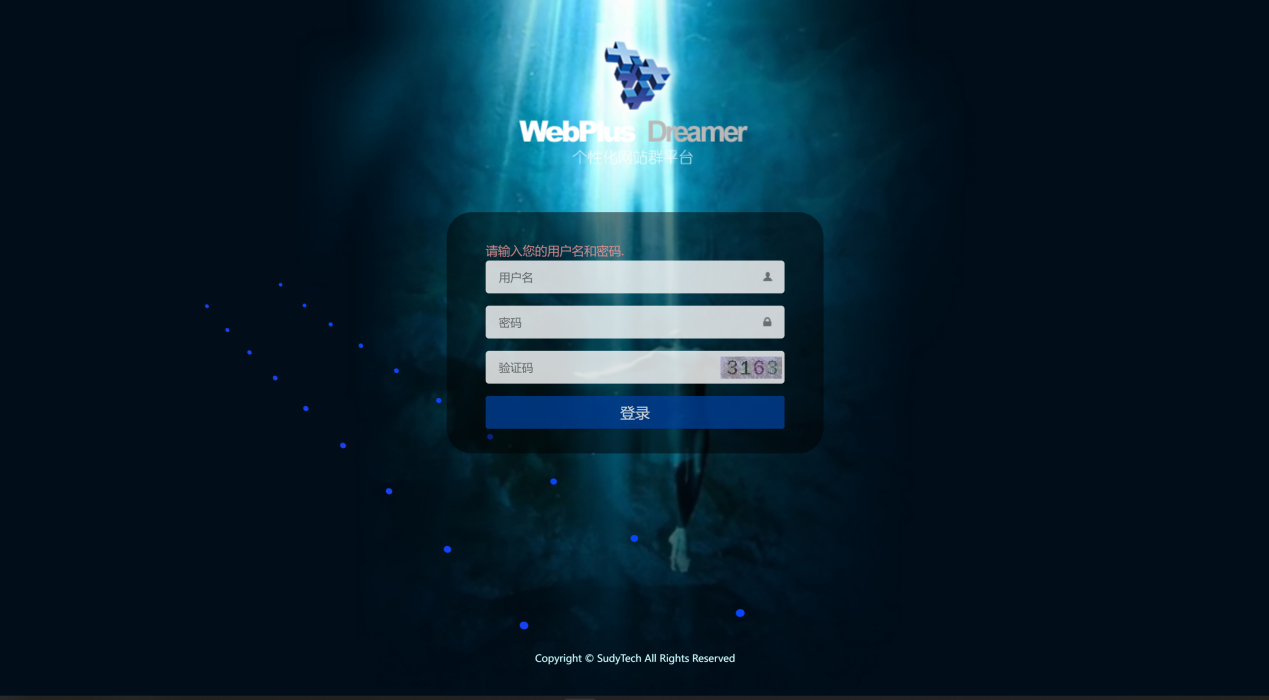 WebPlus Dreamer
个性化网站群平台
请输入您的用户名和密码.
用户名
密码
验证码 3163
登录
Copyright © SudyTech All Rights Reserved